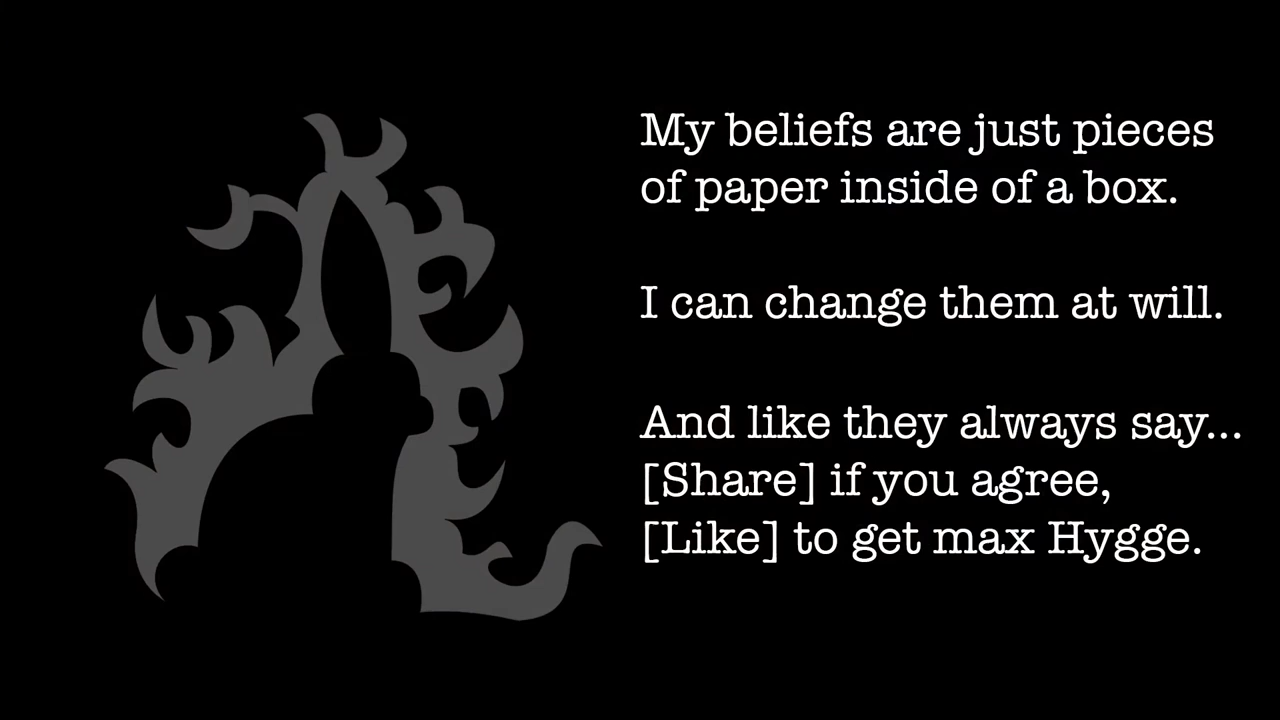 My beliefs are just pieces
of paper inside of a box.
I can change them at will.
And like they always say...
[Share] if you agree,
[Like] to get max Hygge.